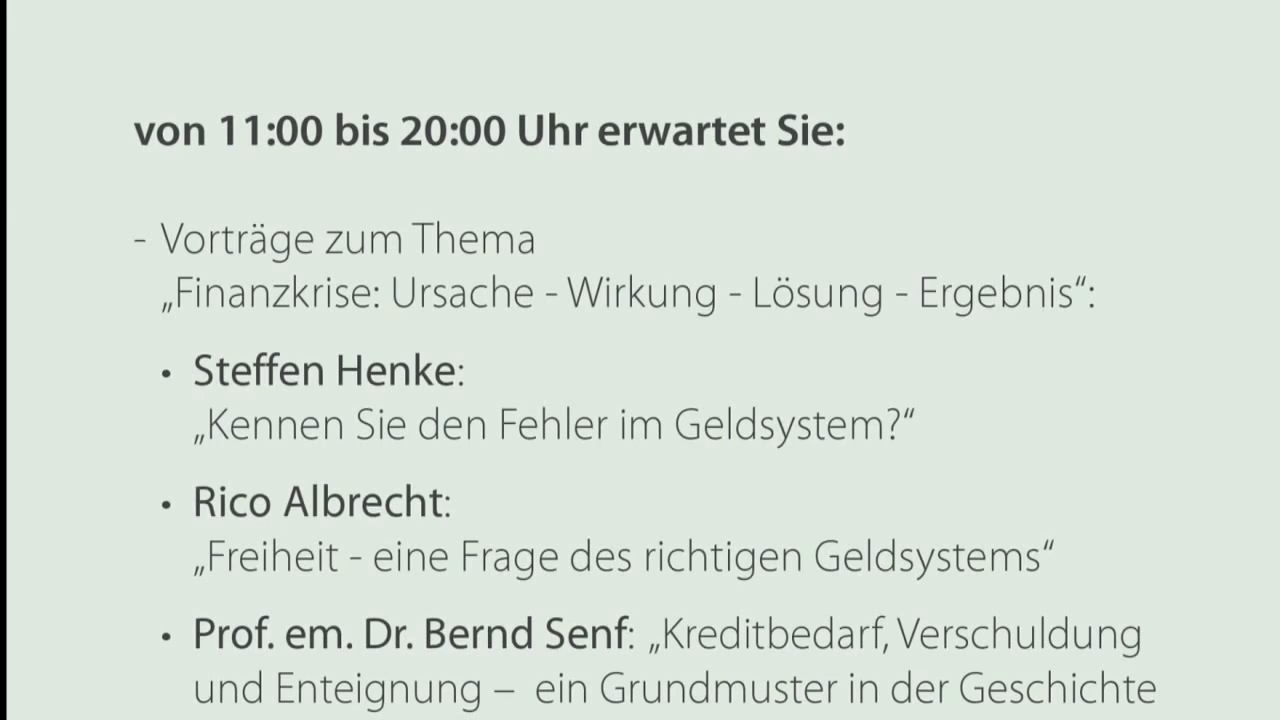 von 11:00 bis 20:00 Uhr erwartet Sie:
- Vorträge zum Thema
„Finanzkrise: Ursache - Wirkung - Lösung - Ergebnis“:
• Steffen Henke:
„Kennen Sie den Fehler im Geldsystem?“
• Rico Albrecht:
„Freiheit - eine Frage des richtigen Geldsystems“
• Prof. em. Dr. Bernd Senf: „Kreditbedarf, Verschuldung
und Enteignung – ein Grundmuster in der Geschichte